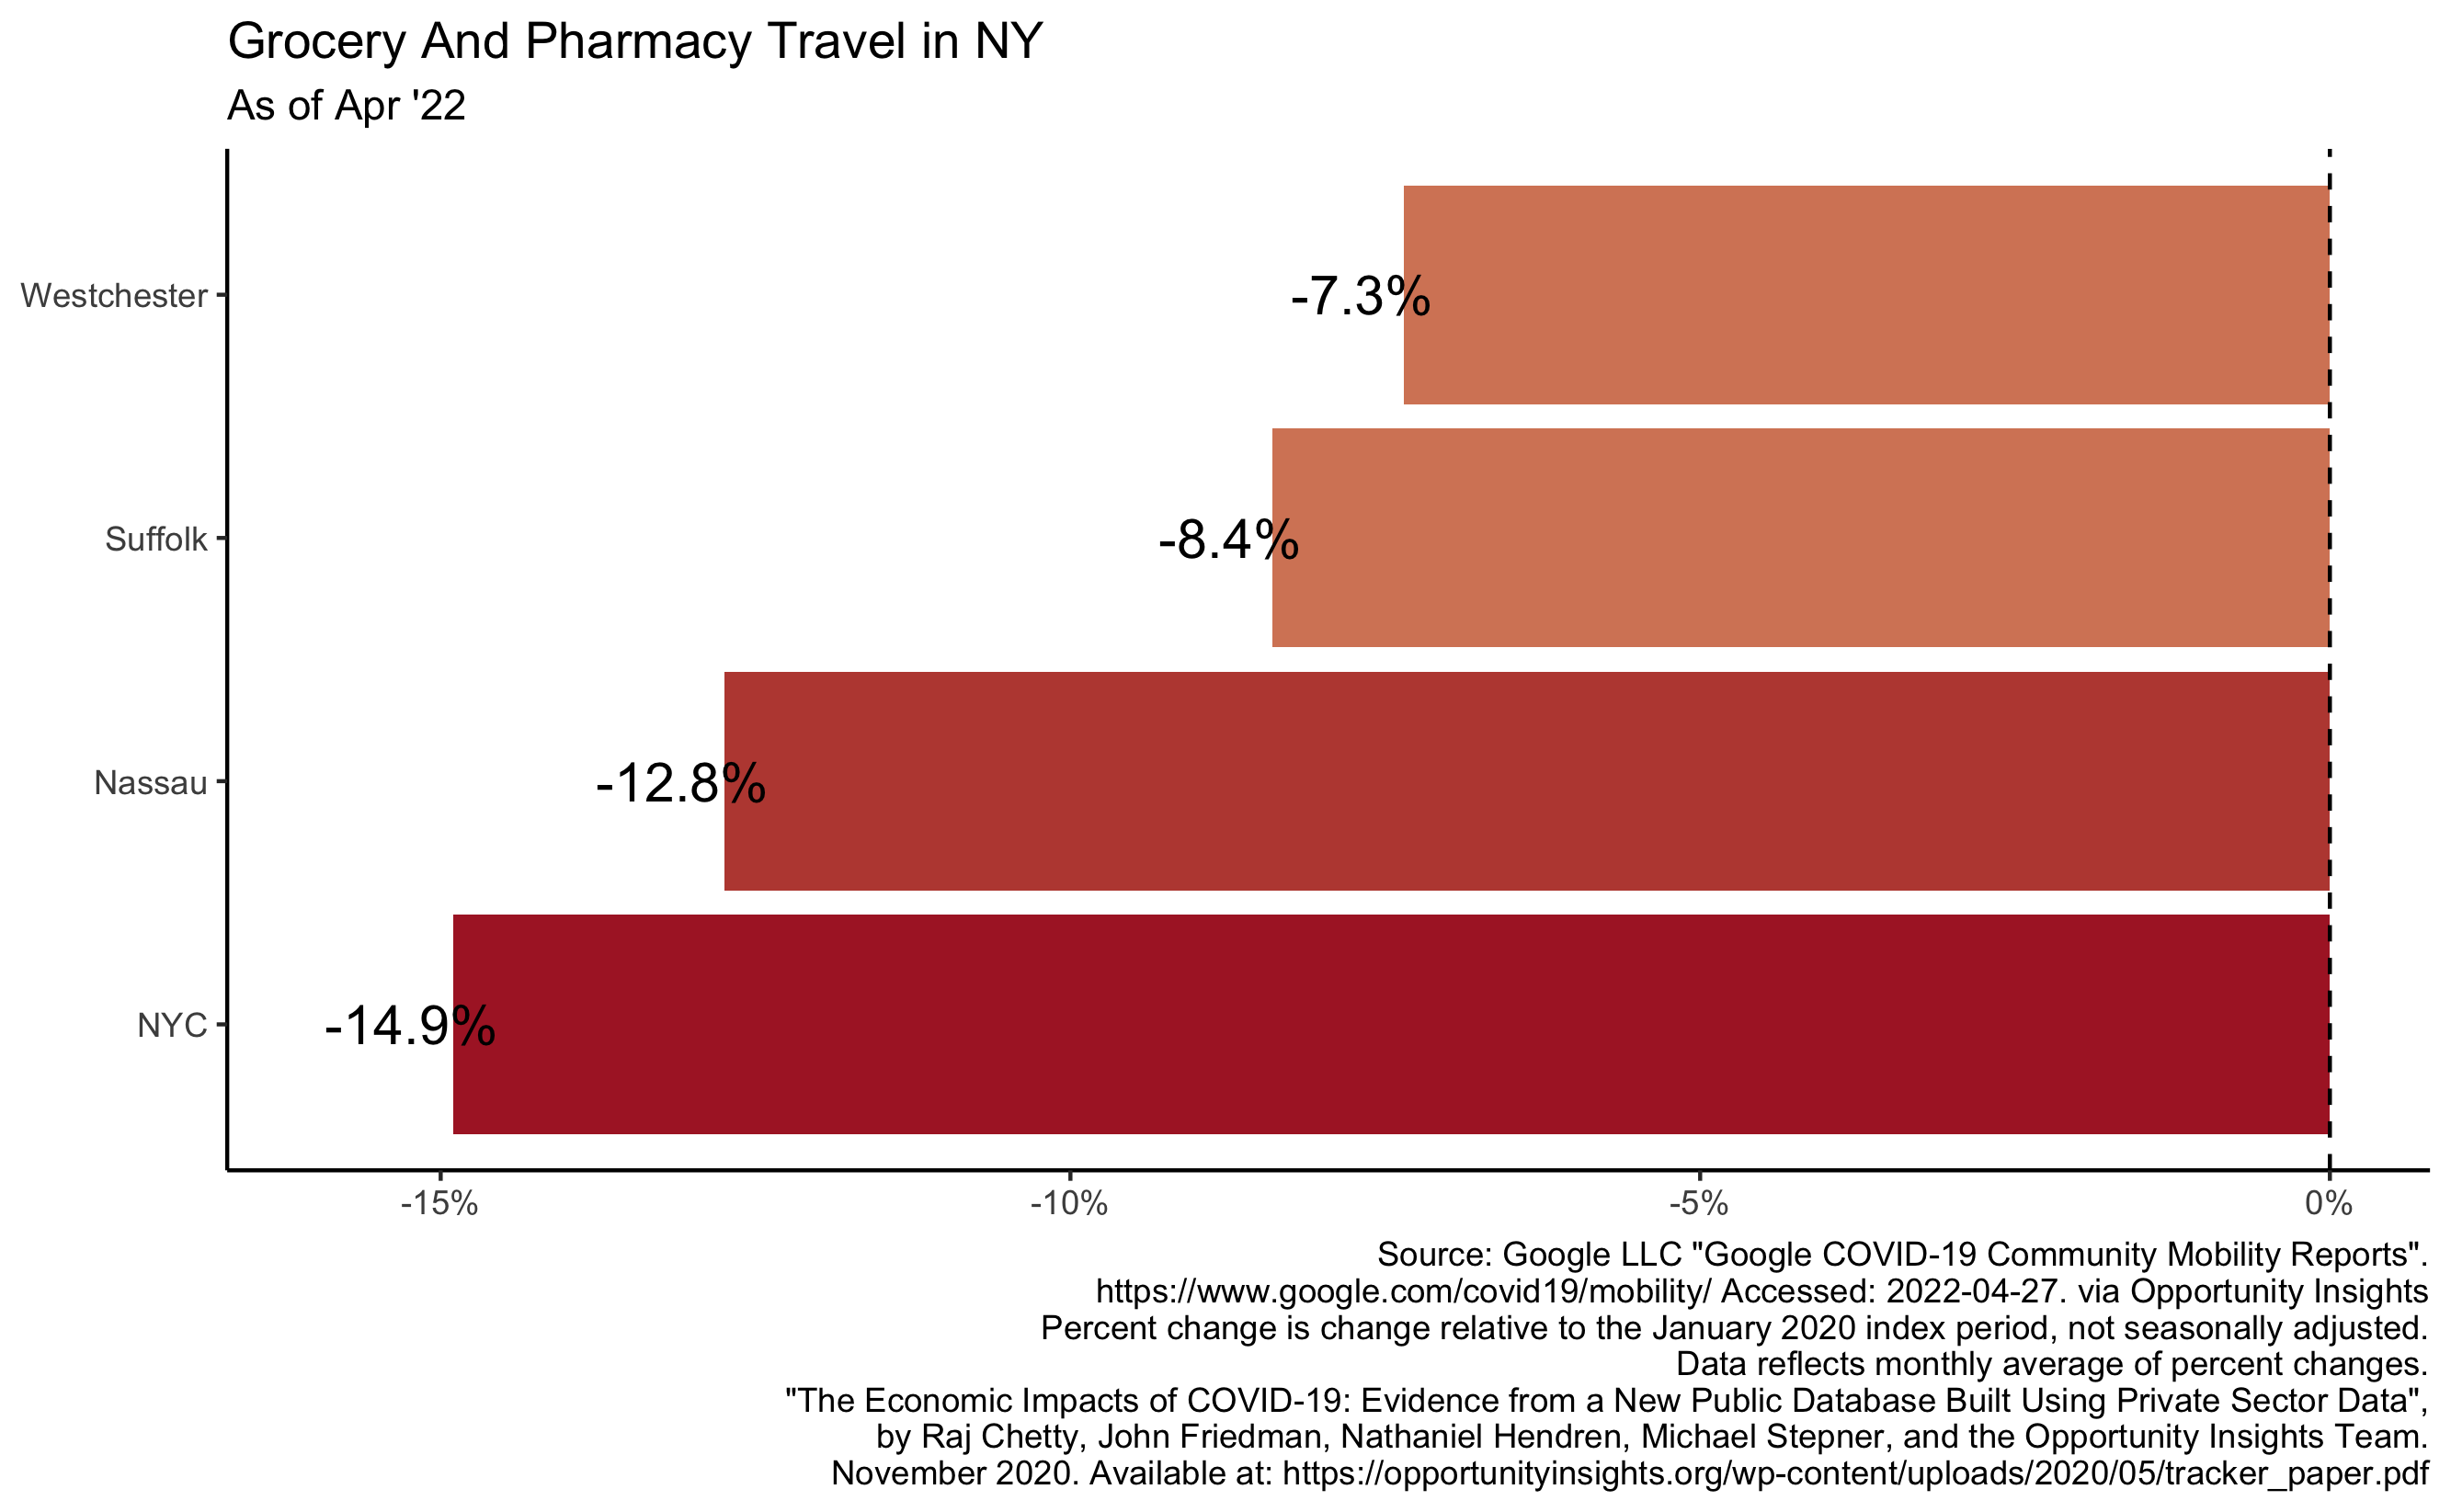 Grocery And Pharmacy Travel in NY
As of Apr '22
Westchester
-7.3%
Suffolk
-8.4%
Nassau
-12.8%
NYC
-14.9%
-15%
-10%
-5%
0%
Source: Google LLC "Google COVID-19 Community Mobility Reports".
https://www.google.com/covid19/mobility/ Accessed: 2022-04-27. via Opportunity Insights
Percent change is change relative to the January 2020 index period, not seasonally adjusted.
Data reflects monthly average of percent changes.
"The Economic Impacts of COVID-19: Evidence from a New Public Database Built Using Private Sector Data",
by Raj Chetty, John Friedman, Nathaniel Hendren, Michael Stepner, and the Opportunity Insights Team.
November 2020. Available at: https://opportunityinsights.org/wp-content/uploads/2020/05/tracker_paper.pdf